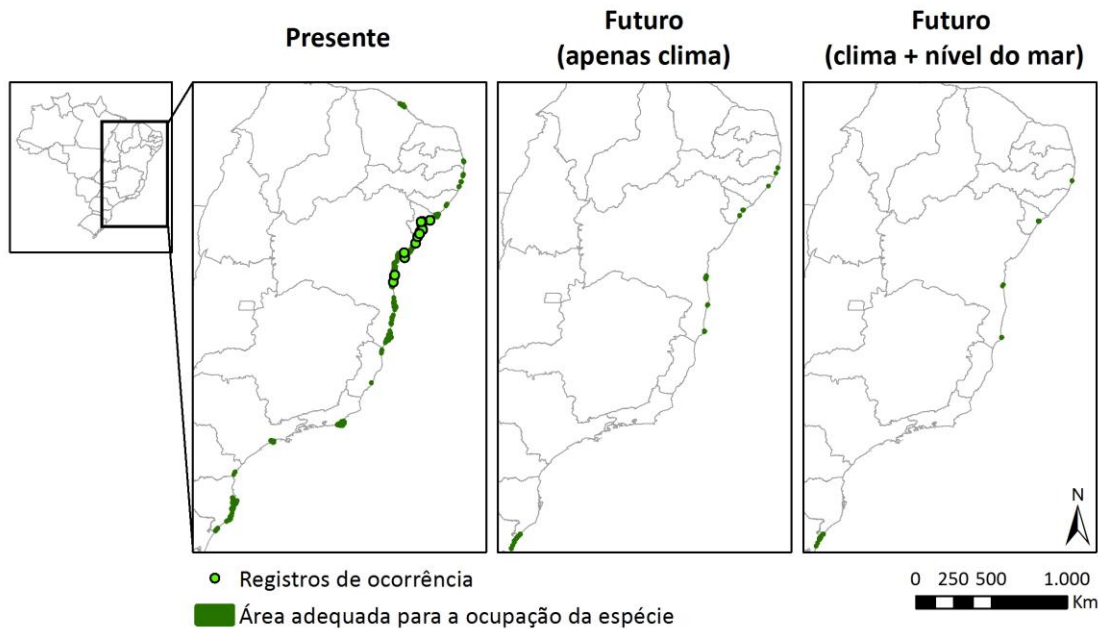 Presente
Futuro
(apenas clima)
Futuro
(clima + nível do mar)
N
Registros de ocorrência
Área adequada para a ocupação da espécie
0 250 500 1.000
Km